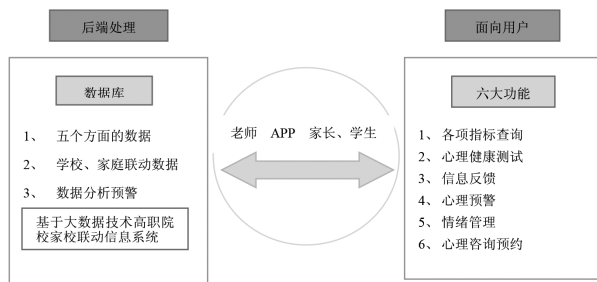 后端处理
数据库
1、 五个方面的数据
2、 学校、家庭联动数据
3、 数据分析预警
基于大数据技术高职院
校家校联动信息系统
老师 APP 家长、学生
面向用户
六大功能
1、 各项指标查询
2、 心理健康测试
3、 信息反馈
4、 心理预警
5、 情绪管理
6、 心理咨询预约